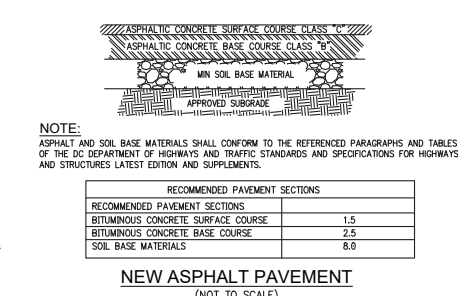 ASPHALTIC CONCRETE SURFACE COURSE CLASS "C"
ASPHALTIC CONCRETE BASE COURSE CLASS "B"
MIN SOIL BASE MATERIAL
APPROVED SUBGRADE
NOTE:
ASPHALT AND SOIL BASE MATERIALS SHALL CONFORM TO THE REFERENCED PARAGRAPHS AND TABLES
OF THE DC DEPARTMENT OF HIGHWAYS AND TRAFFIC STANDARDS AND SPECIFICATIONS FOR HIGHWAYS
AND STRUCTURES LATEST EDITION AND SUPPLEMENTS.
RECOMMENDED PAVEMENT SECTIONS
RECOMMENDED PAVEMENT SECTIONS
BITUMINOUS CONCRETE SURFACE COURSE 1.5
BITUMINOUS CONCRETE BASE COURSE 2.5
SOIL BASE MATERIALS 8.0
NEW ASPHALT PAVEMENT
(NOT TO SCALE)